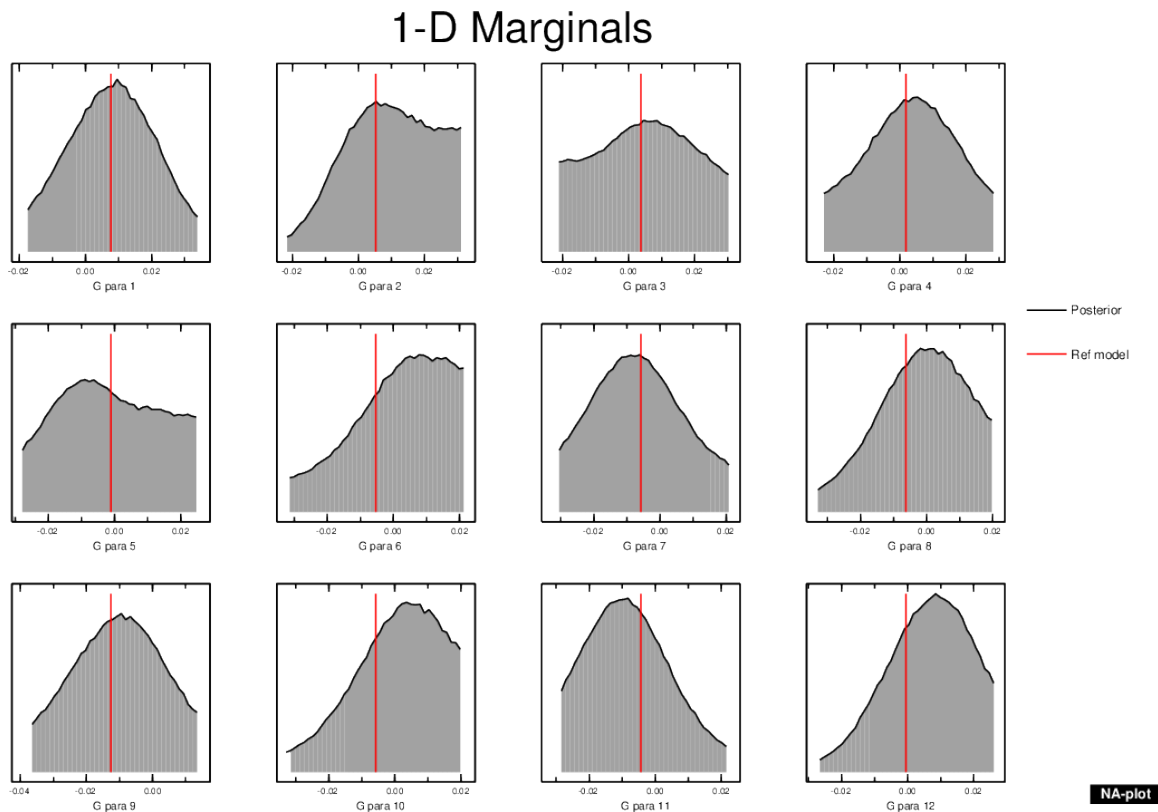 1-D Marginals
-0.02 0.00 0.02
G para 1
-0.02 0.00 0.02
G para 2
-0.02 0.00 0.02
G para 3
-0.02 0.00 0.02
G para 4
Posterior
Ref model
-0.02 0.00 0.02
G para 5
-0.02 0.00 0.02
G para 6
-0.02 0.00 0.02
G para 7
-0.02 0.00 0.02
G para 8
-0.04 -0.02 0.00
G para 9
-0.02 0.00 0.02
G para 10
-0.02 0.00 0.02
G para 11
-0.02 0.00 0.02
G para 12
NA-plot